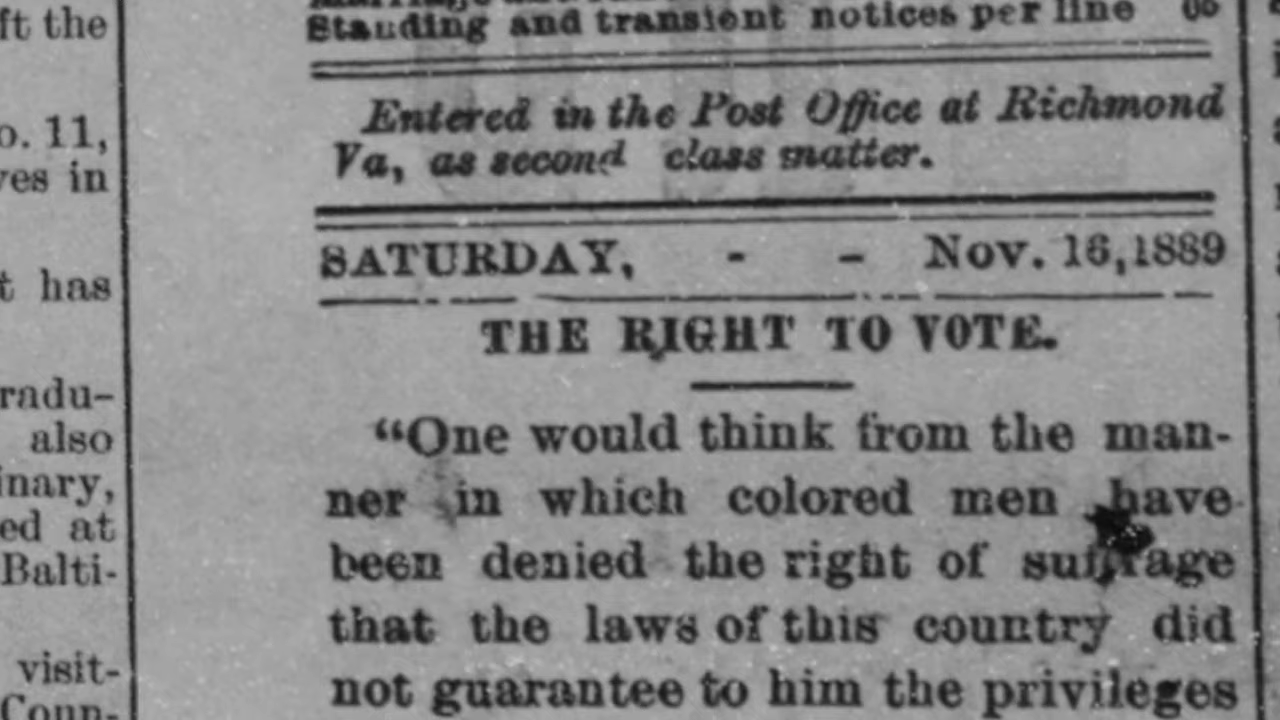 ft the
o. 11,
ves in
t has
radu-
also
inary,
ed at
Balti-
visit-
Conn-
Standing and transient notices per line
Entered in the Post Office at Richmond
Va, as second class matter.
SATURDAY, - - Nov. 16,1889
THE RIGHT TO VOTE.
“One would think from the man-
ner in which colored men have
been denied the right of suffrage
that the laws of this country did
not guarantee to him the privileges